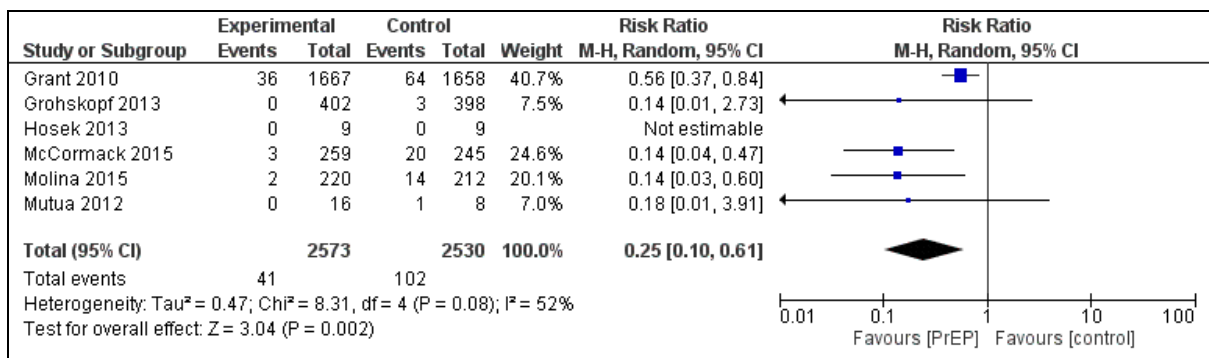 Experimental Control Risk Ratio Risk Ratio
Study or Subgroup Events Total Events Total Weight M-H, Random, 95% CI M-H, Random, 95% CI
Grant 2010 36 1667 64 1658 40.7% 0.56 [0.37, 0.84]
Grohskopf 2013 0 402 3 398 7.5% 0.14 [0.01, 2.73]
Hosek 2013 0 9 0 9 Not estimable
McCormack 2015 3 259 20 245 24.6% 0.14 [0.04, 0.47]
Molina 2015 2 220 14 212 20.1% 0.14 [0.03, 0.60]
Mutua 2012 0 16 1 8 7.0% 0.18 [0.01, 3.91]
Total (95% CI) 2573 2530 100.0% 0.25 [0.10, 0.61]
Total events 41 102
Heterogeneity: Tau² = 0.47; Chi² = 8.31, df = 4 (P = 0.08); I² = 52%
Test for overall effect: Z = 3.04 (P = 0.002)
0.01 0.1 1 10 100
Favours [PrEP] Favours [control]